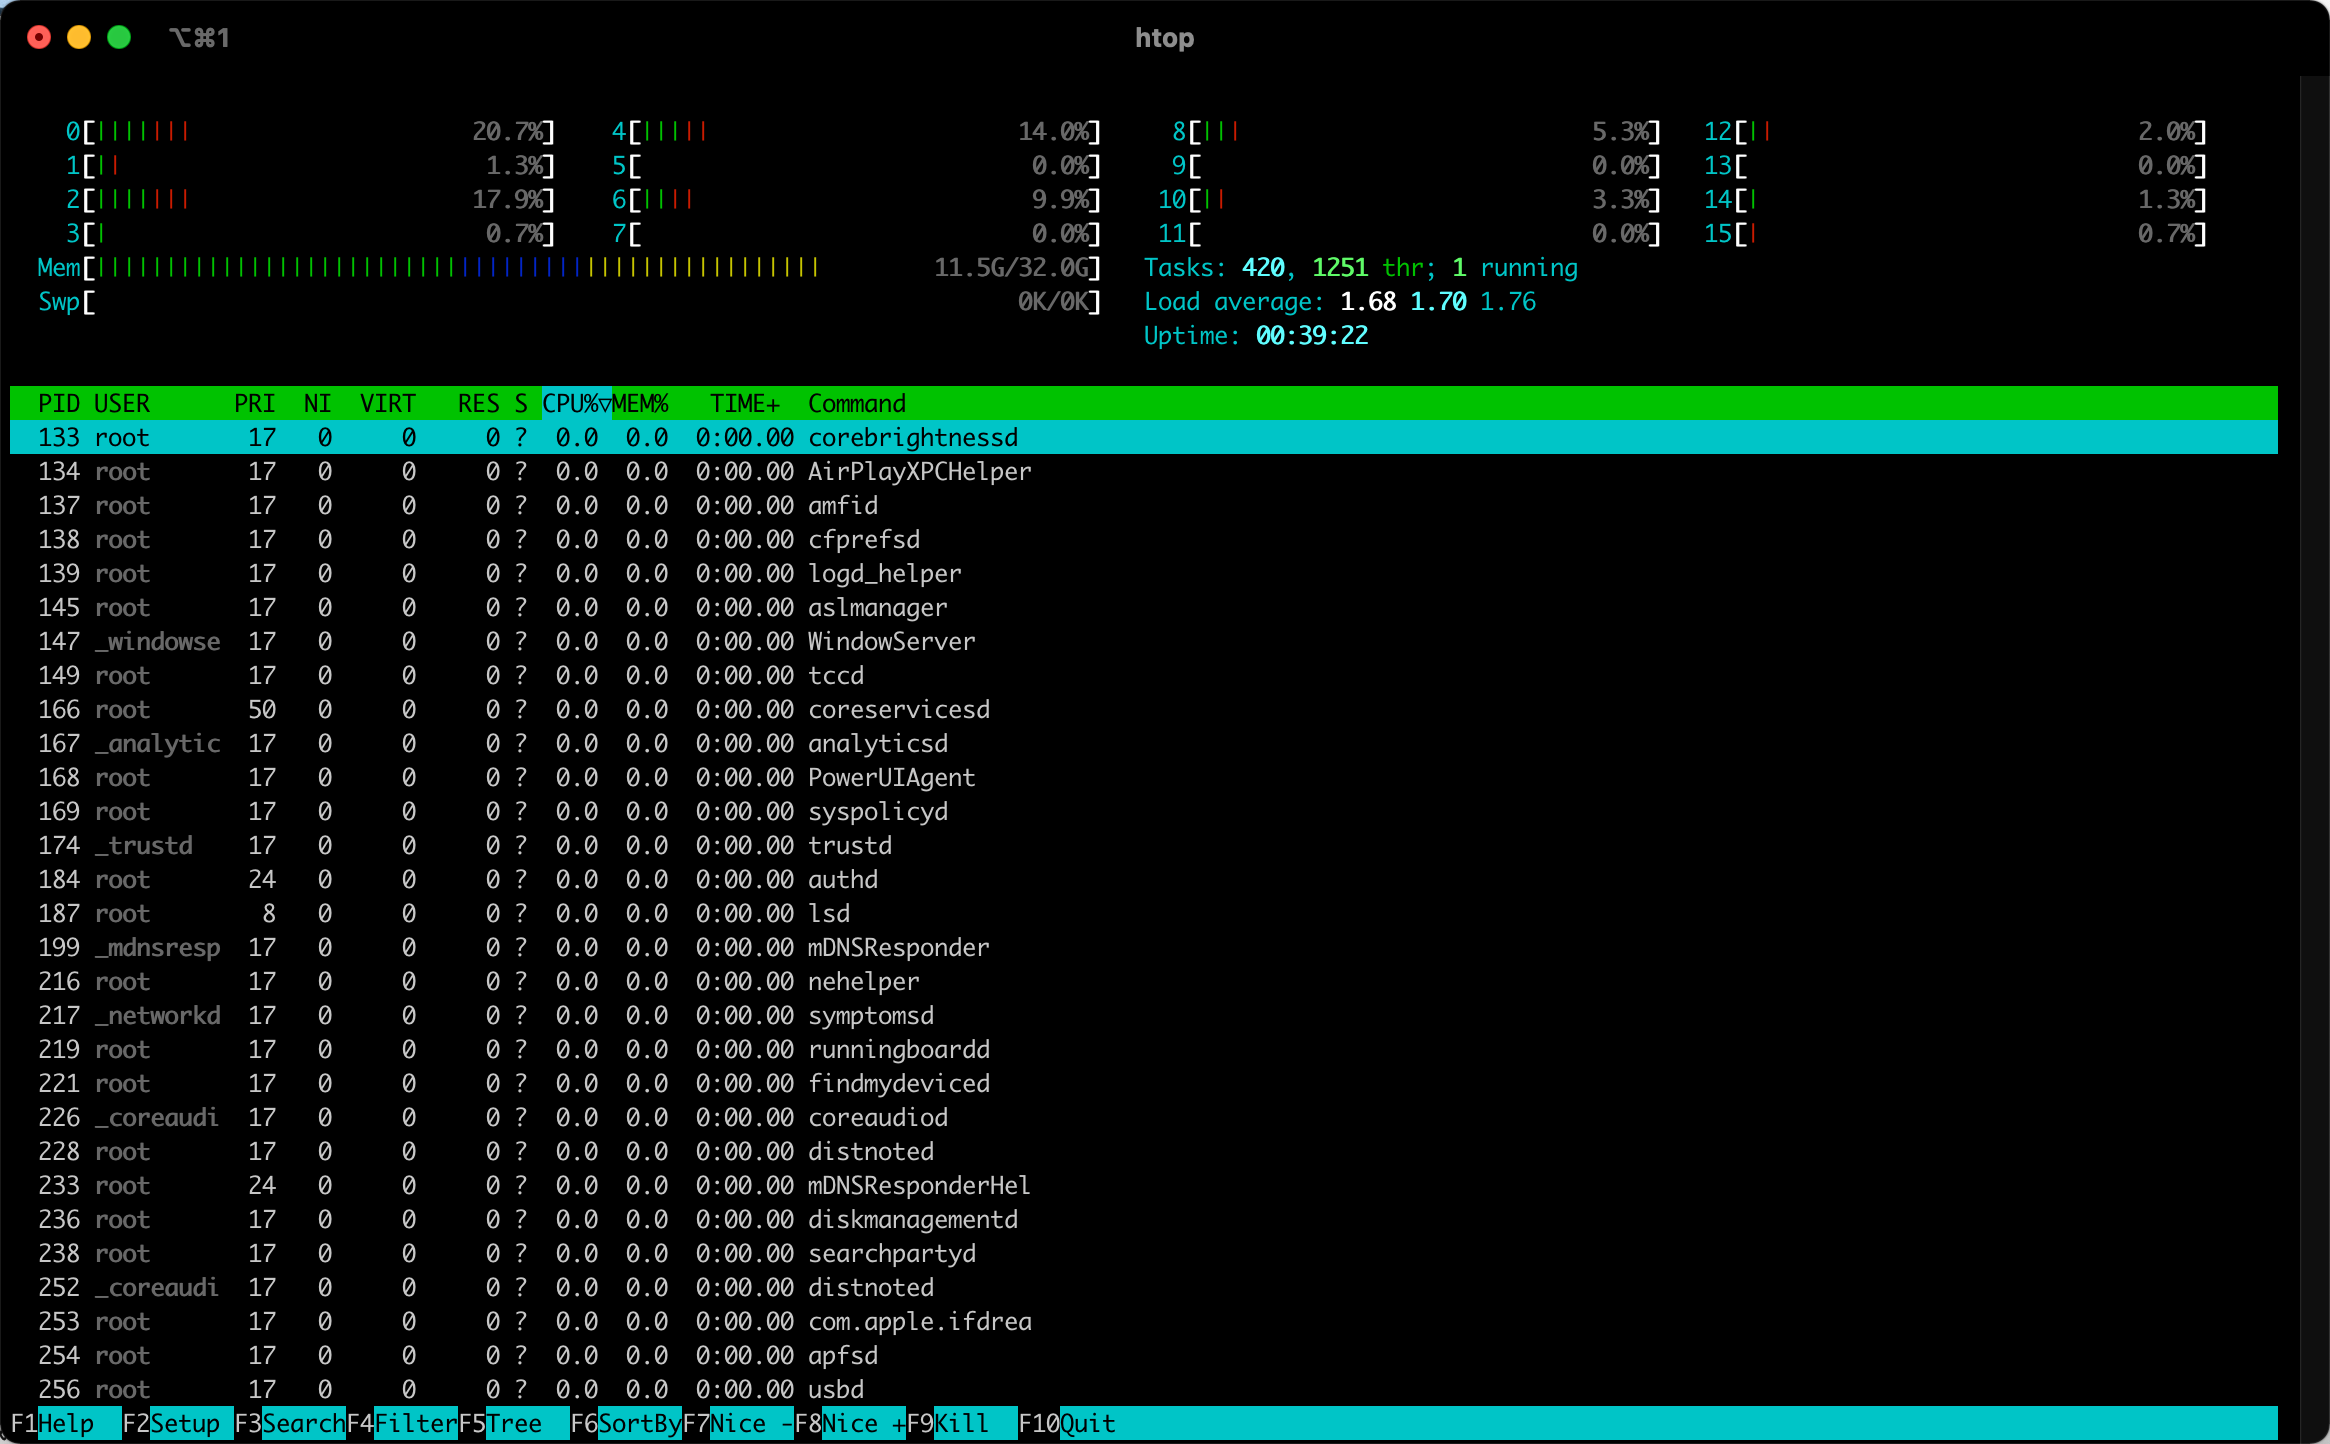 ⌥⌘1 htop
0[||||||| 20.7%] 4[||||| 14.0%] 8[||| 5.3%] 12[|| 2.0%]
1[|| 1.3%] 5[ 0.0%] 9[ 0.0%] 13[ 0.0%]
2[||||||| 17.9%] 6[|||| 9.9%] 10[|| 3.3%] 14[| 1.3%]
3[| 0.7%] 7[ 0.0%] 11[ 0.0%] 15[| 0.7%]
Mem[|||||||||||||||||||||||||||||||||||||||||||||||||||| 11.5G/32.0G] Tasks: 420, 1251 thr; 1 running
Swp[ 0K/0K] Load average: 1.68 1.70 1.76
Uptime: 00:39:22
PID USER PRI NI VIRT RES S CPU%▽MEM% TIME+ Command
133 root 17 0 0 0 ? 0.0 0.0 0:00.00 corebrightnessd
134 root 17 0 0 0 ? 0.0 0.0 0:00.00 AirPlayXPCHelper
137 root 17 0 0 0 ? 0.0 0.0 0:00.00 amfid
138 root 17 0 0 0 ? 0.0 0.0 0:00.00 cfprefsd
139 root 17 0 0 0 ? 0.0 0.0 0:00.00 logd_helper
145 root 17 0 0 0 ? 0.0 0.0 0:00.00 aslmanager
147 _windowse 17 0 0 0 ? 0.0 0.0 0:00.00 WindowServer
149 root 17 0 0 0 ? 0.0 0.0 0:00.00 tccd
166 root 50 0 0 0 ? 0.0 0.0 0:00.00 coreservicesd
167 _analytic 17 0 0 0 ? 0.0 0.0 0:00.00 analyticsd
168 root 17 0 0 0 ? 0.0 0.0 0:00.00 PowerUIAgent
169 root 17 0 0 0 ? 0.0 0.0 0:00.00 syspolicyd
174 _trustd 17 0 0 0 ? 0.0 0.0 0:00.00 trustd
184 root 24 0 0 0 ? 0.0 0.0 0:00.00 authd
187 root 8 0 0 0 ? 0.0 0.0 0:00.00 lsd
199 _mdnsresp 17 0 0 0 ? 0.0 0.0 0:00.00 mDNSResponder
216 root 17 0 0 0 ? 0.0 0.0 0:00.00 nehelper
217 _networkd 17 0 0 0 ? 0.0 0.0 0:00.00 symptomsd
219 root 17 0 0 0 ? 0.0 0.0 0:00.00 runningboardd
221 root 17 0 0 0 ? 0.0 0.0 0:00.00 findmydeviced
226 _coreaudi 17 0 0 0 ? 0.0 0.0 0:00.00 coreaudiod
228 root 17 0 0 0 ? 0.0 0.0 0:00.00 distnoted
233 root 24 0 0 0 ? 0.0 0.0 0:00.00 mDNSResponderHel
236 root 17 0 0 0 ? 0.0 0.0 0:00.00 diskmanagementd
238 root 17 0 0 0 ? 0.0 0.0 0:00.00 searchpartyd
252 _coreaudi 17 0 0 0 ? 0.0 0.0 0:00.00 distnoted
253 root 17 0 0 0 ? 0.0 0.0 0:00.00 com.apple.ifdrea
254 root 17 0 0 0 ? 0.0 0.0 0:00.00 apfsd
256 root 17 0 0 0 ? 0.0 0.0 0:00.00 usbd
F1Help F2Setup F3SearchF4FilterF5Tree F6SortByF7Nice -F8Nice +F9Kill F10Quit